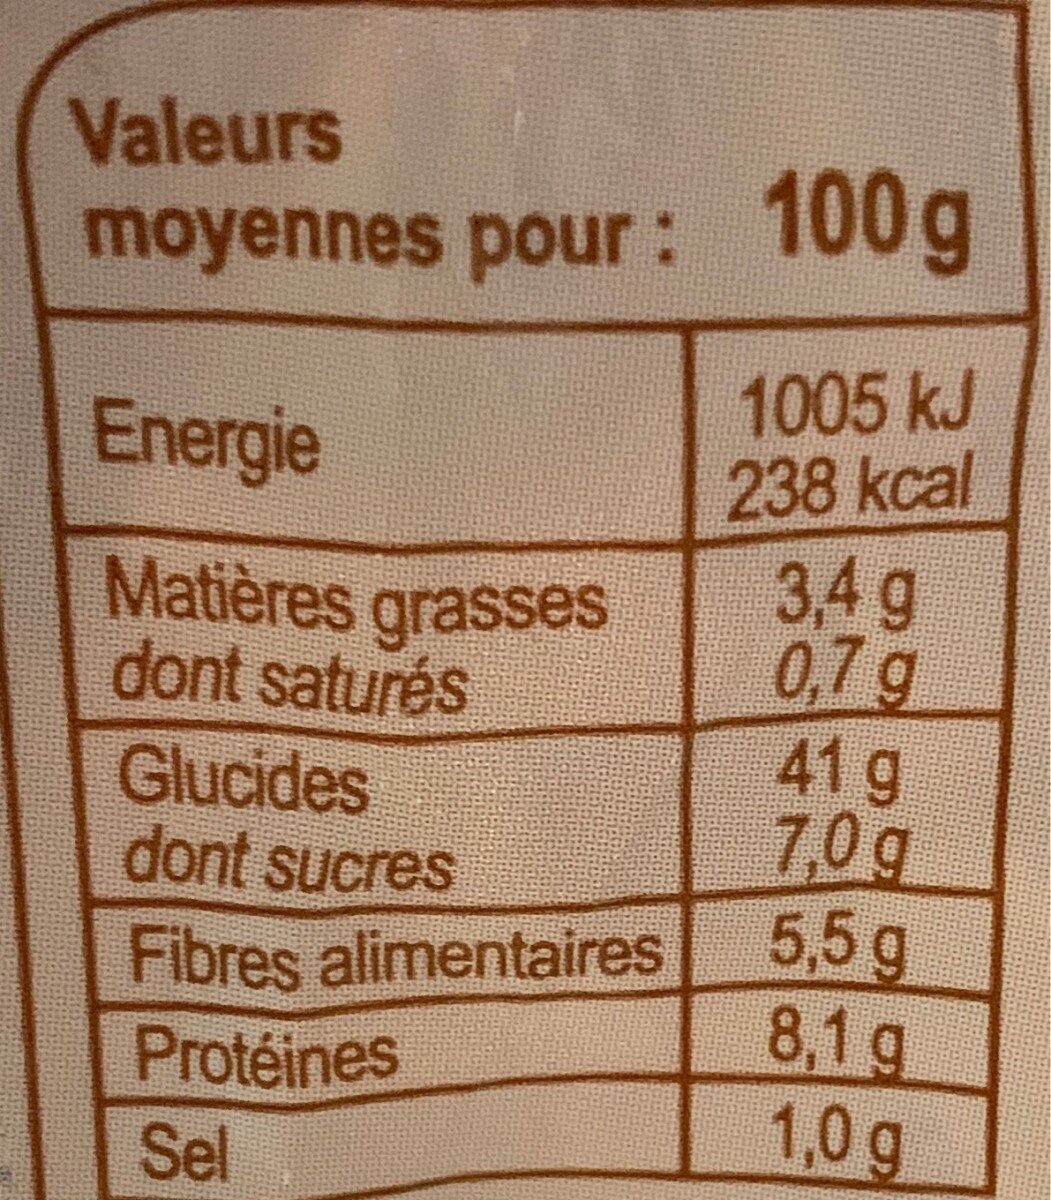 Valeurs
moyennes pour : 100 g
Energie 1005 kJ
238 kcal
Matières grasses 3,4 g
dont saturés 0,7 g
Glucides 41 g
dont sucres 7,0 g
Fibres alimentaires 5,5 g
Protéines 8,1 g
Sel 1,0 g